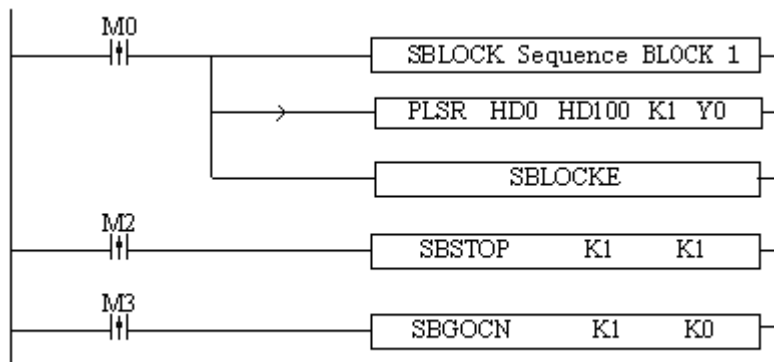 M0
SBLOCK Sequence BLOCK 1
PLSR HD0 HD100 K1 Y0
SBLOCKE
M2
SBSTOP K1 K1
M3
SBGOCN K1 K0